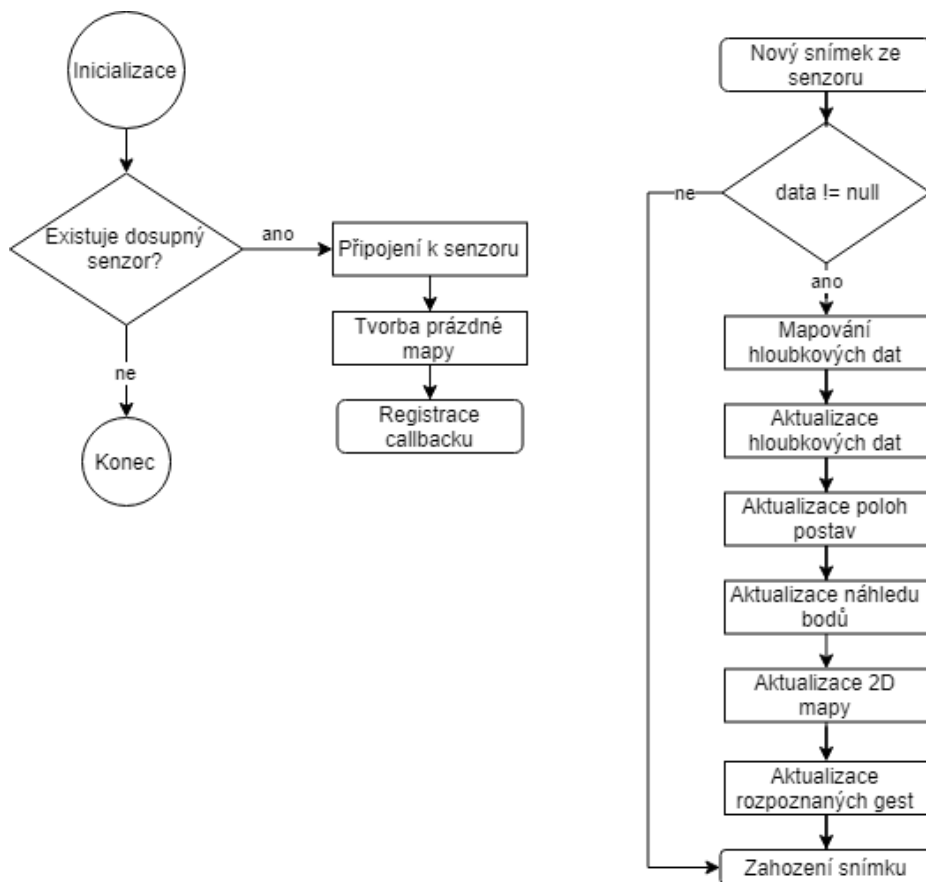 Inicializace
Existuje dosupný
senzor?
ano
Připojení k senzoru
Tvorba prázdné
mapy
Registrace
callbacku
ne
Konec
Nový snímek ze
senzoru
data != null
ne
ano
Mapování
hloubkových dat
Aktualizace
hloubkových dat
Aktualizace poloh
postav
Aktualizace náhledu
bodů
Aktualizace 2D
mapy
Aktualizace
rozpoznaných gest
Zahození snímku